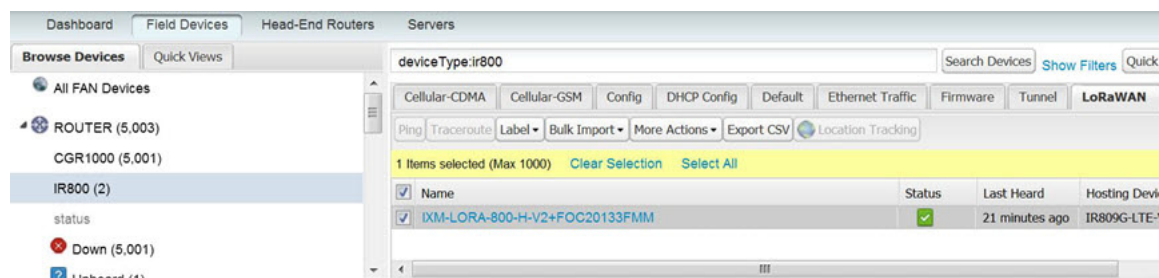 Dashboard Field Devices Head-End Routers Servers
Browse Devices Quick Views
deviceType:ir800 Search Devices Show Filters Quick
All FAN Devices
Cellular-CDMA Cellular-GSM Config DHCP Config Default Ethernet Traffic Firmware Tunnel LoRaWAN
ROUTER (5,003)
Ping Traceroute Label Bulk Import More Actions Export CSV Location Tracking
CGR1000 (5,001)
1 Items selected (Max 1000) Clear Selection Select All
IR800 (2)
Name Status Last Heard Hosting Devi
status
IXM-LORA-800-H-V2+FOC20133FMM 21 minutes ago IR809G-LTE-
Down (5,001)